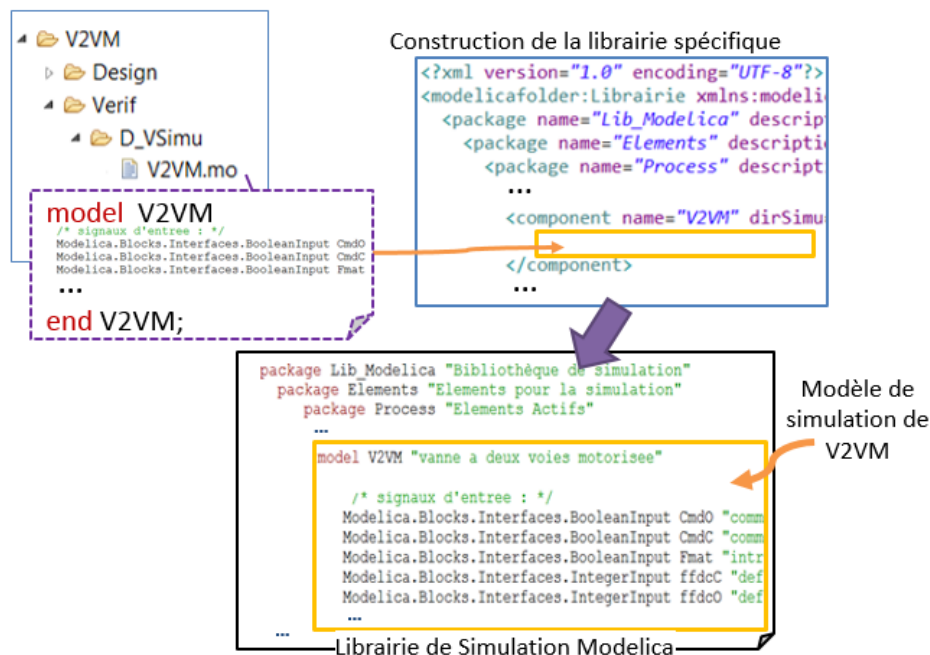 V2VM
Design
Verif
D_VSimu
V2VM.mo
model V2VM
/* signaux d'entree : */
Modelica.Blocks.Interfaces.BooleanInput CmdO
Modelica.Blocks.Interfaces.BooleanInput CmdC
Modelica.Blocks.Interfaces.BooleanInput Fmat
...
end V2VM;
Construction de la librairie spécifique
<?xml version="1.0" encoding="UTF-8"?>
<modelicafolder:Librairie xmlns:modeli
<package name="Lib_Modelica" descrip
<package name="Elements" descripti
<package name="Process" descript
...
<component name="V2VM" dirSimu
</component>
...
package Lib_Modelica "Bibliothèque de simulation"
package Elements "Elements pour la simulation"
package Process "Elements Actifs"
...
model V2VM "vanne a deux voies motorisee"
/* signaux d'entree : */
Modelica.Blocks.Interfaces.BooleanInput CmdO "comm
Modelica.Blocks.Interfaces.BooleanInput CmdC "comm
Modelica.Blocks.Interfaces.BooleanInput Fmat "intr
Modelica.Blocks.Interfaces.IntegerInput ffdcC "def
Modelica.Blocks.Interfaces.IntegerInput ffdcO "def
...
...
Librairie de Simulation Modelica
Modèle de
simulation de
V2VM